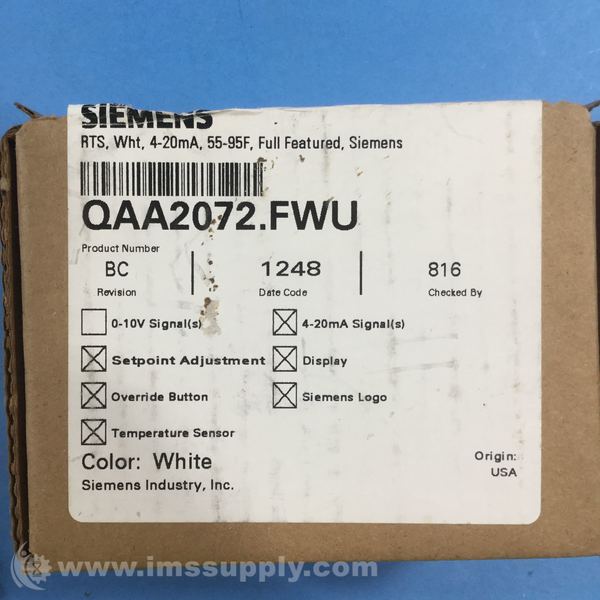 SIEMENS
RTS, Wht, 4-20mA, 55-95F, Full Featured, Siemens
QAA2072.FWU
Product Number
BC 1248 816
Revision Date Code Checked By
0-10V Signal(s) 4-20mA Signal(s)
Setpoint Adjustment Display
Override Button Siemens Logo
Temperature Sensor
Color: White
Origin:
USA
Siemens Industry, Inc.
www.imssupply.com